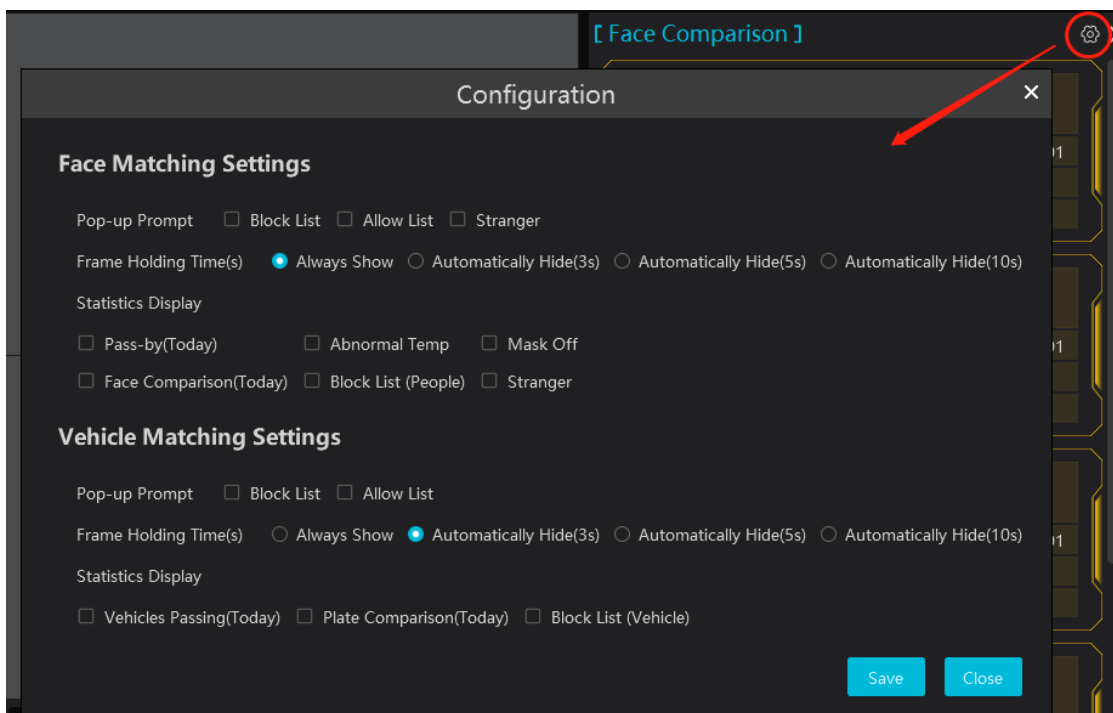 [ Face Comparison ]
Configuration
Face Matching Settings
Pop-up Prompt Block List Allow List Stranger
Frame Holding Time(s) Always Show Automatically Hide(3s) Automatically Hide(5s) Automatically Hide(10s)
Statistics Display
Pass-by(Today) Abnormal Temp Mask Off
Face Comparison(Today) Block List (People) Stranger
Vehicle Matching Settings
Pop-up Prompt Block List Allow List
Frame Holding Time(s) Always Show Automatically Hide(3s) Automatically Hide(5s) Automatically Hide(10s)
Statistics Display
Vehicles Passing(Today) Plate Comparison(Today) Block List (Vehicle)
Save Close